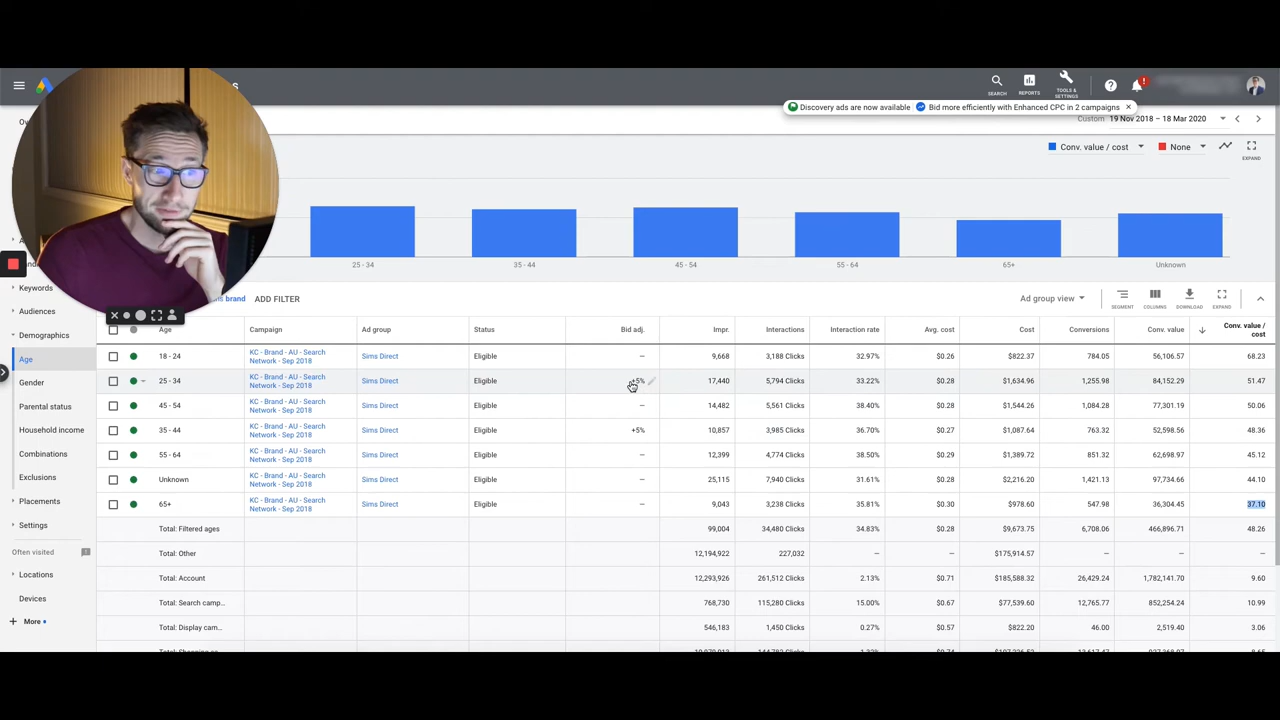 s
SEARCH
REPORTS
TOOLS &
SETTINGS
!
Discovery ads are now available
Bid more efficiently with Enhanced CPC in 2 campaigns
Ov
Custom 19 Nov 2018 – 18 Mar 2020
Conv. value / cost
None
EXPAND
25 - 34 35 - 44 45 - 54 55 - 64 65+ Unknown
Keywords
Audiences
Demographics
Age
Gender
Parental status
Household income
Combinations
Exclusions
Placements
Settings
Often visited
Locations
Devices
More
brand
ADD FILTER
Ad group view
SEGMENT
COLUMNS
DOWNLOAD
EXPAND
Age Campaign Ad group Status Bid adj. Impr. Interactions Interaction rate Avg. cost Cost Conversions Conv. value Conv. value / cost
18 - 24 KC - Brand - AU - Search Network - Sep 2018 Sims Direct Eligible — 9,668 3,188 Clicks 32.97% $0.26 $822.37 784.05 56,106.57 68.23
25 - 34 KC - Brand - AU - Search Network - Sep 2018 Sims Direct Eligible +5% 17,440 5,794 Clicks 33.22% $0.28 $1,634.96 1,255.98 84,152.29 51.47
45 - 54 KC - Brand - AU - Search Network - Sep 2018 Sims Direct Eligible — 14,482 5,561 Clicks 38.40% $0.28 $1,544.26 1,084.28 77,301.19 50.06
35 - 44 KC - Brand - AU - Search Network - Sep 2018 Sims Direct Eligible +5% 10,857 3,985 Clicks 36.70% $0.27 $1,087.64 763.32 52,598.56 48.36
55 - 64 KC - Brand - AU - Search Network - Sep 2018 Sims Direct Eligible — 12,399 4,774 Clicks 38.50% $0.29 $1,389.72 851.32 62,698.97 45.12
Unknown KC - Brand - AU - Search Network - Sep 2018 Sims Direct Eligible — 25,115 7,940 Clicks 31.61% $0.28 $2,216.20 1,421.13 97,734.66 44.10
65+ KC - Brand - AU - Search Network - Sep 2018 Sims Direct Eligible — 9,043 3,238 Clicks 35.81% $0.30 $978.60 547.98 36,304.45 37.10
Total: Filtered ages 99,004 34,480 Clicks 34.83% $0.28 $9,673.75 6,708.06 466,896.71 48.26
Total: Other 12,194,922 227,032 — — $175,914.57 — — —
Total: Account 12,293,926 261,512 Clicks 2.13% $0.71 $185,588.32 26,429.24 1,782,141.70 9.60
Total: Search camp... 768,730 115,280 Clicks 15.00% $0.67 $77,539.60 12,765.77 852,254.24 10.99
Total: Display cam... 546,183 1,450 Clicks 0.27% $0.57 $822.20 46.00 2,519.40 3.06